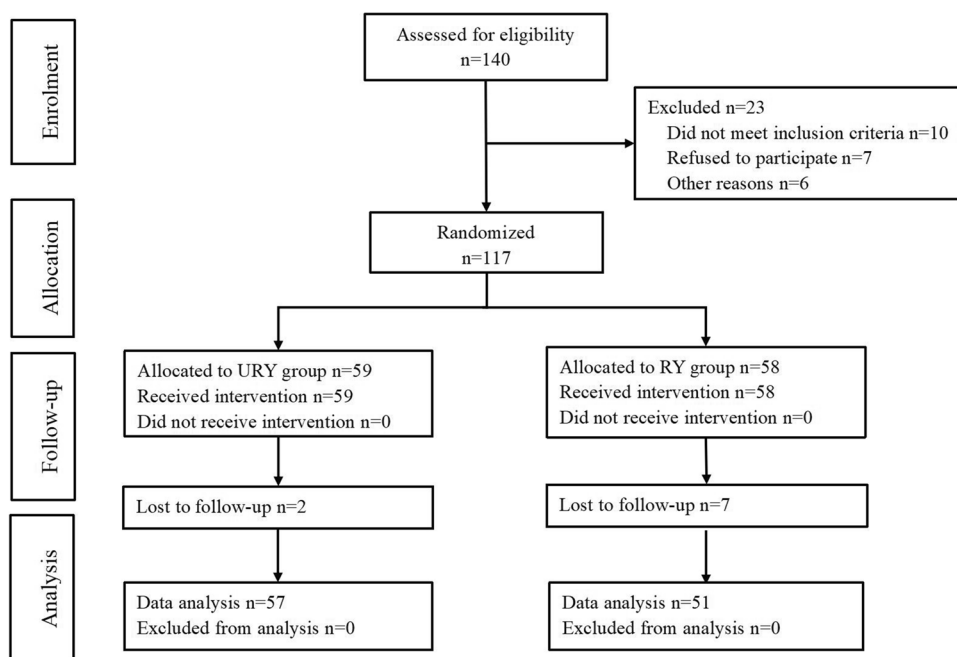 Enrolment
Assessed for eligibility
n=140
Excluded n=23
Did not meet inclusion criteria n=10
Refused to participate n=7
Other reasons n=6
Allocation
Randomized
n=117
Follow-up
Allocated to URY group n=59
Received intervention n=59
Did not receive intervention n=0
Allocated to RY group n=58
Received intervention n=58
Did not receive intervention n=0
Lost to follow-up n=2
Lost to follow-up n=7
Analysis
Data analysis n=57
Excluded from analysis n=0
Data analysis n=51
Excluded from analysis n=0